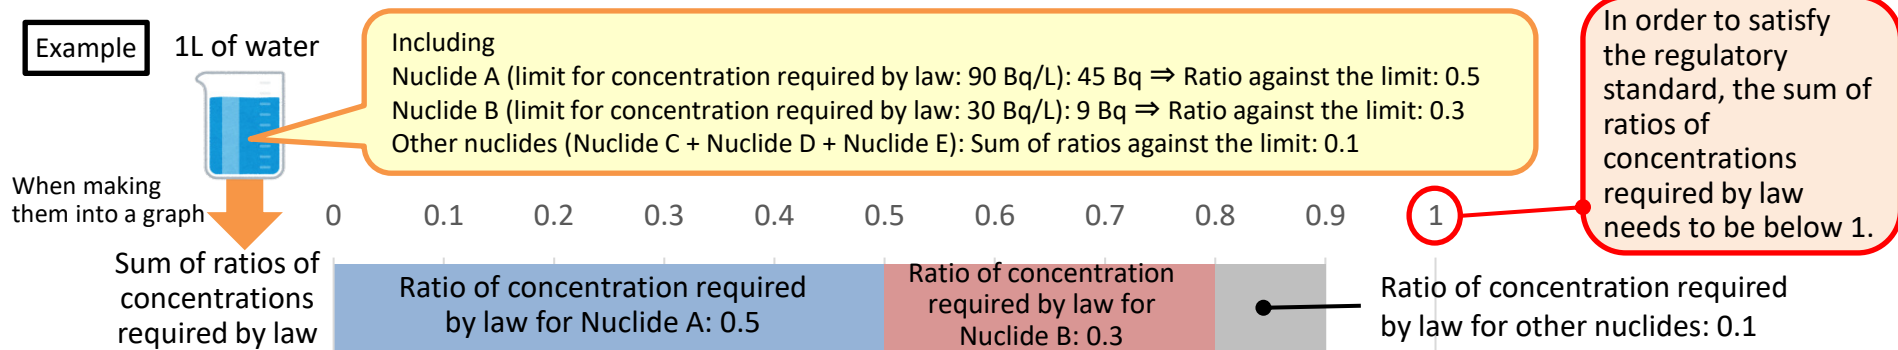 Example
1L of water
Including
Nuclide A (limit for concentration required by law: 90 Bq/L): 45 Bq ⇒ Ratio against the limit: 0.5
Nuclide B (limit for concentration required by law: 30 Bq/L): 9 Bq ⇒ Ratio against the limit: 0.3
Other nuclides (Nuclide C + Nuclide D + Nuclide E): Sum of ratios against the limit: 0.1
In order to satisfy
the regulatory
standard, the sum of
ratios of
concentrations
required by law
needs to be below 1.
When making
them into a graph
0 0.1 0.2 0.3 0.4 0.5 0.6 0.7 0.8 0.9 1
Sum of ratios of
concentrations
required by law
Ratio of concentration required
by law for Nuclide A: 0.5
Ratio of concentration
required by law for
Nuclide B: 0.3
Ratio of concentration required
by law for other nuclides: 0.1